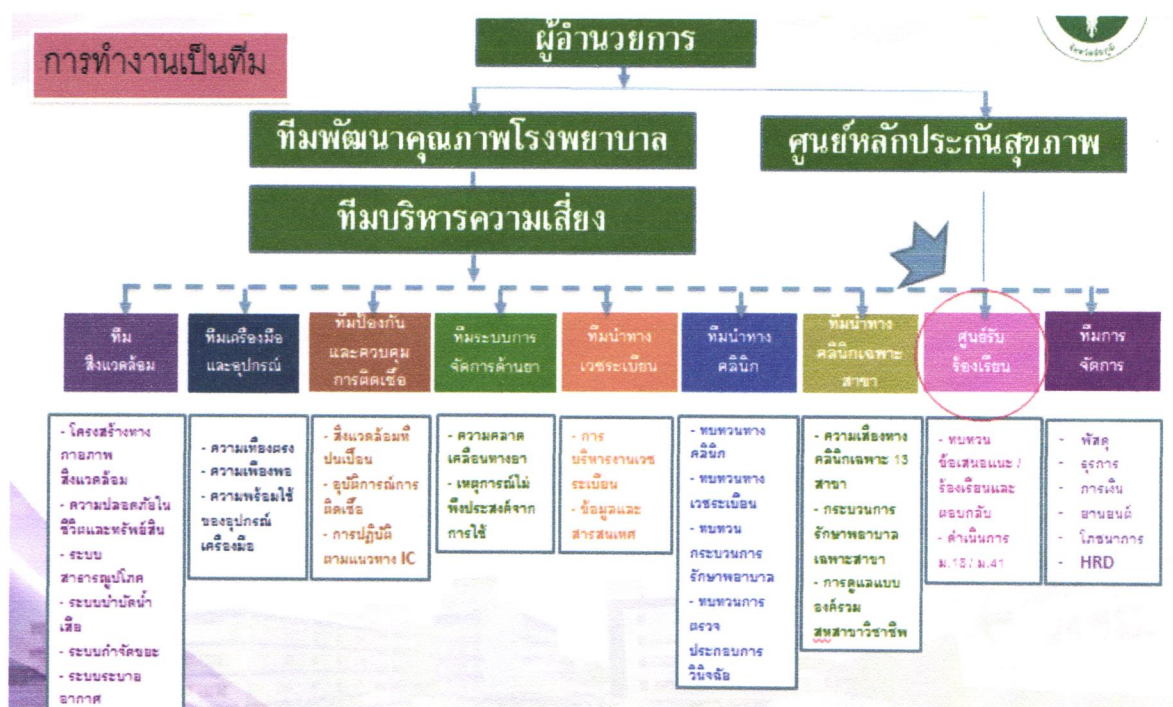 การทำงานเป็นทีม
ผู้อำนวยการ
ทีมพัฒนาคุณภาพโรงพยาบาล
ศูนย์หลักประกันสุขภาพ
ทีมบริหารความเสี่ยง
ทีม
สิ่งแวดล้อม
ทีมเครื่องมือ
และอุปกรณ์
ทีมป้องกัน
และควบคุม
การติดเชื้อ
ทีมระบบการ
จัดการด้านยา
ทีมนำทาง
เวชระเบียน
ทีมนำทาง
คลินิก
ทีมนำทาง
คลินิกเฉพาะ
สาขา
ศูนย์รับ
ร้องเรียน
ทีมการ
จัดการ
- โครงสร้างทาง
กายภาพ
สิ่งแวดล้อม
- ความปลอดภัยใน
ชีวิตและทรัพย์สิน
- ระบบ
สาธารณูปโภค
- ระบบบำบัดน้ำ
เสีย
- ระบบกำจัดขยะ
- ระบบระบาย
อากาศ
- ความเที่ยงตรง
- ความเพียงพอ
- ความพร้อมใช้
ของอุปกรณ์
เครื่องมือ
- สิ่งแวดล้อมที่
ปนเปื้อน
- อุบัติการณ์การ
ติดเชื้อ
- การปฏิบัติ
ตามแนวทาง IC
- ความคลาด
เคลื่อนทางยา
- เหตุการณ์ไม่
พึงประสงค์จาก
การใช้
- การ
บริหารงานเวช
ระเบียน
- ข้อมูลและ
สารสนเทศ
- ทบทวนทาง
คลินิก
- ทบทวนทาง
เวชระเบียน
- ทบทวน
กระบวนการ
รักษาพยาบาล
- ทบทวนการ
ตรวจ
ประกอบการ
วินิจฉัย
- ความเสี่ยงทาง
คลินิกเฉพาะ 13
สาขา
- กระบวนการ
รักษาพยาบาล
เฉพาะสาขา
- การดูแลแบบ
องค์รวม
สหสาขาวิชาชีพ
- ทบทวน
ข้อเสนอแนะ /
ร้องเรียนและ
ตอบกลับ
- ดำเนินการ
ม.18 / ม.41
- พัสดุ
- ธุรการ
- การเงิน
- ยานยนต์
- โภชนาการ
- HRD